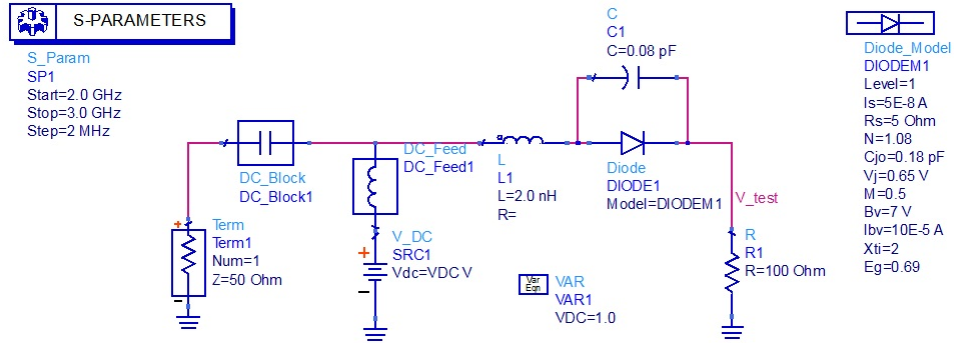 S-PARAMETERS
S_Param
SP1
Start=2.0 GHz
Stop=3.0 GHz
Step=2 MHz
DC_Block
DC_Block1
Term
Term1
Num=1
Z=50 Ohm
+
-
DC_Feed
DC_Feed1
V_DC
SRC1
Vdc=VDC V
+
-
L
L1
L=2.0 nH
R=
C
C1
C=0.08 pF
Diode
DIODE1
Model=DIODEM1
V_test
R
R1
R=100 Ohm
Var
Eqn
VAR
VAR1
VDC=1.0
Diode_Model
DIODEM1
Level=1
Is=5E-8 A
Rs=5 Ohm
N=1.08
Cjo=0.18 pF
Vj=0.65 V
M=0.5
Bv=7 V
Ibv=10E-5 A
Xti=2
Eg=0.69